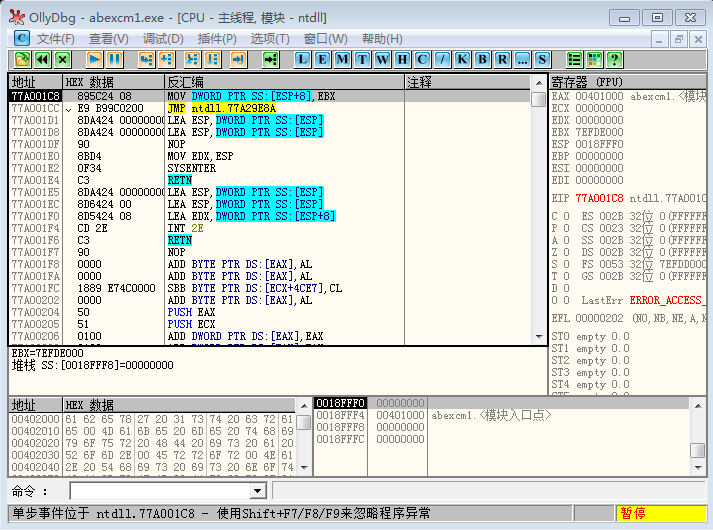 OllyDbg - abexcm1.exe - [CPU - 主线程, 模块 - ntdll]
文件(F) 查看(V) 调试(D) 插件(P) 选项(T) 窗口(W) 帮助(H)
L E M T W H C / K B R ... S ?
地址 HEX 数据 反汇编 注释 寄存器 (FPU)
77A001C8 895C24 08 MOV DWORD PTR SS:[ESP+8],EBX
77A001CC E9 B99C0200 JMP ntdll.77A29E8A
77A001D1 8DA424 0000000 LEA ESP,DWORD PTR SS:[ESP]
77A001D8 8DA424 0000000 LEA ESP,DWORD PTR SS:[ESP]
77A001DF 90 NOP
77A001E0 8BD4 MOV EDX,ESP
77A001E2 0F34 SYSENTER
77A001E4 C3 RETN
77A001E5 8DA424 0000000 LEA ESP,DWORD PTR SS:[ESP]
77A001EC 8D6424 00 LEA ESP,DWORD PTR SS:[ESP]
77A001F0 8D5424 08 LEA EDX,DWORD PTR SS:[ESP+8]
77A001F4 CD 2E INT 2E
77A001F6 C3 RETN
77A001F7 90 NOP
77A001F8 0000 ADD BYTE PTR DS:[EAX],AL
77A001FA 0000 ADD BYTE PTR DS:[EAX],AL
77A001FC 1889 E74C0000 SBB BYTE PTR DS:[ECX+4CE7],CL
77A00202 0000 ADD BYTE PTR DS:[EAX],AL
77A00204 50 PUSH EAX
77A00205 51 PUSH ECX
77A00206 0100 ADD DWORD PTR DS:[EAX],EAX
EAX 00401000 abexcm1.<模块
ECX 00000000
EDX 00000000
EBX 7EFDE000
ESP 0018FFF0
EBP 00000000
ESI 00000000
EDI 00000000
EIP 77A001C8 ntdll.77A001C
C 0 ES 002B 32位 0(FFFFFF
P 0 CS 0023 32位 0(FFFFFF
A 0 SS 002B 32位 0(FFFFFF
Z 0 DS 002B 32位 0(FFFFFF
S 0 FS 0053 32位 7EFDD000
T 0 GS 002B 32位 0(FFFFFF
D 0
O 0 LastErr ERROR_ACCESS_
EFL 00000202 (NO,NB,NE,A,N
ST0 empty 0.0
ST1 empty 0.0
ST2 empty 0.0
ST3 empty 0.0
ST4 empty 0.0
EBX=7EFDE000
堆栈 SS:[0018FFF8]=00000000
地址 HEX 数据
00402000 61 62 65 78 27 20 31 73 74 20 63 72 61
00402010 65 00 4D 61 6B 65 20 6D 65 20 74 68 69
00402020 79 6F 75 72 20 48 44 20 69 73 20 61 20
00402030 52 6F 6D 2E 00 45 72 72 6F 72 00 4E 61
00402040 2E 20 54 68 69 73 20 69 73 20 6E 6F 74
0018FFF0 00000000
0018FFF4 00401000 abexcm1.<模块入口点>
0018FFF8 00000000
0018FFFC 00000000
命令 :
单步事件位于 ntdll.77A001C8 - 使用Shift+F7/F8/F9来忽略程序异常 暂停